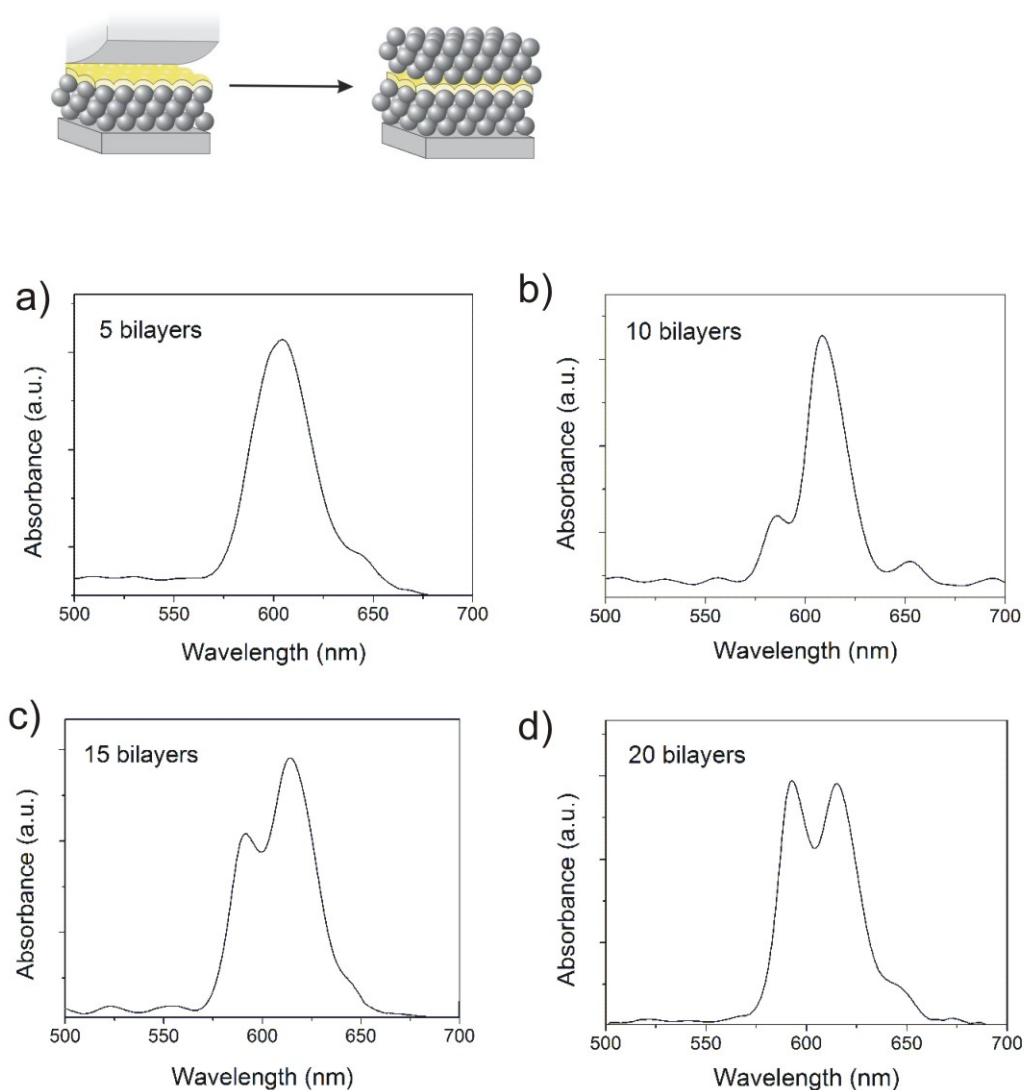 a)
5 bilayers
Absorbance (a.u.)
500 550 600 650 700
Wavelength (nm)
b)
10 bilayers
Absorbance (a.u.)
500 550 600 650 700
Wavelength (nm)
c)
15 bilayers
Absorbance (a.u.)
500 550 600 650 700
Wavelength (nm)
d)
20 bilayers
Absorbance (a.u.)
500 550 600 650 700
Wavelength (nm)